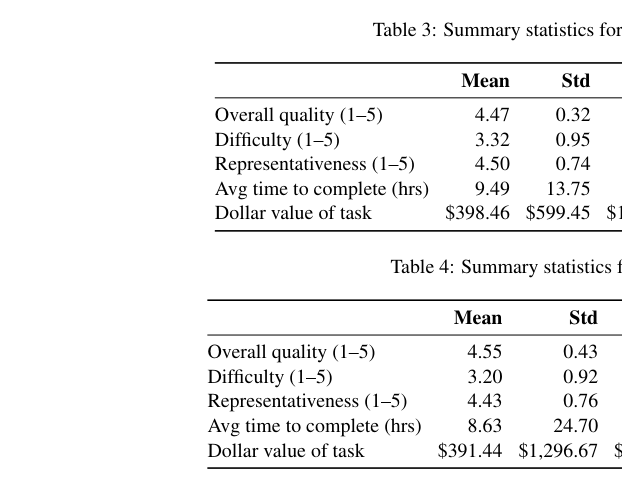 Table 3: Summary statistics for
Mean Std
Overall quality (1–5) 4.47 0.32
Difficulty (1–5) 3.32 0.95
Representativeness (1–5) 4.50 0.74
Avg time to complete (hrs) 9.49 13.75
Dollar value of task $398.46 $599.45 $1
Table 4: Summary statistics f
Mean Std
Overall quality (1–5) 4.55 0.43
Difficulty (1–5) 3.20 0.92
Representativeness (1–5) 4.43 0.76
Avg time to complete (hrs) 8.63 24.70
Dollar value of task $391.44 $1,296.67 $